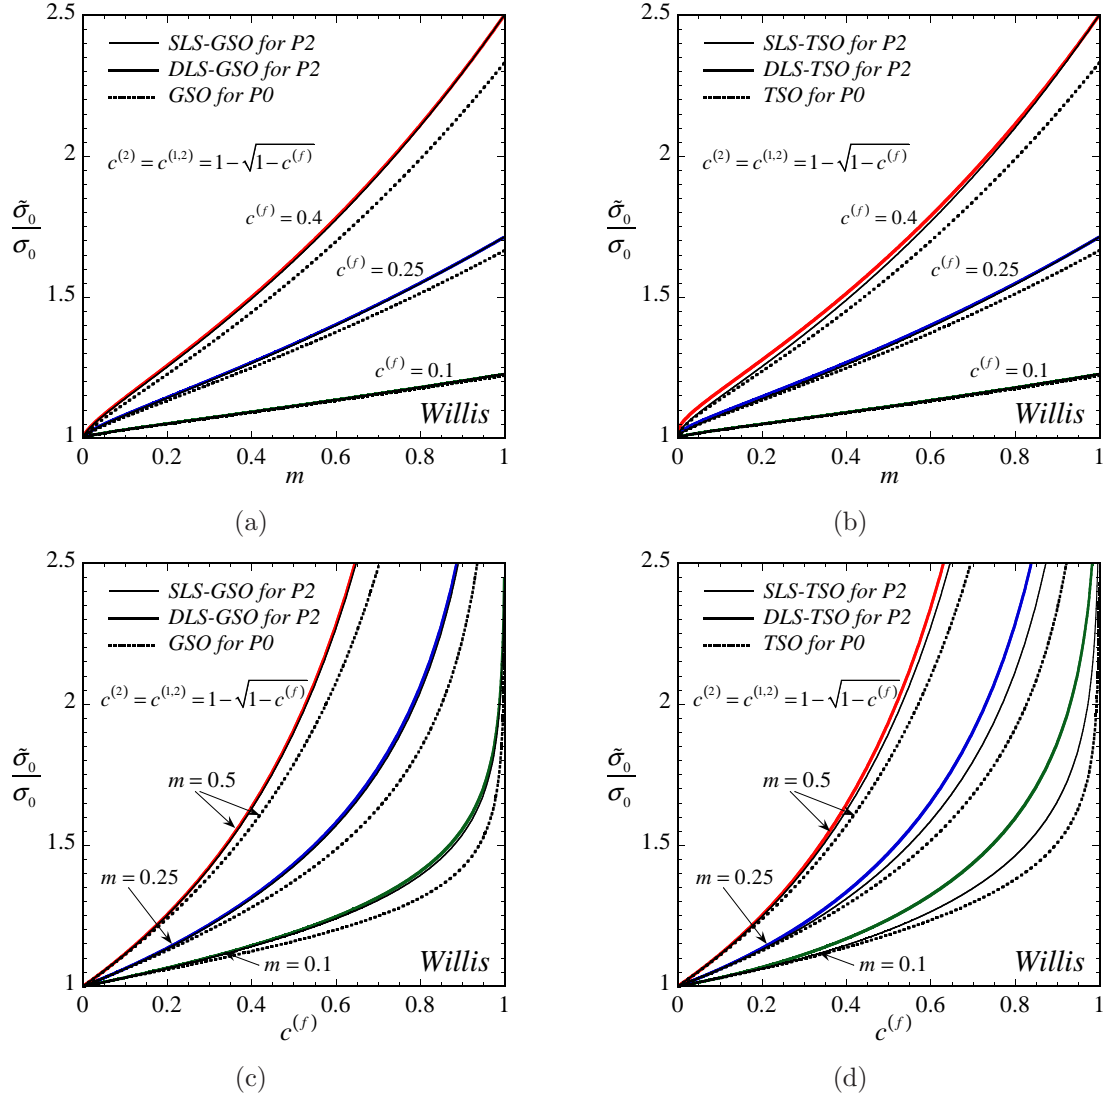 2.5
SLS-GSO for P2
DLS-GSO for P2
GSO for P0
2
c^(2) = c^(1,2) = 1 − √(1 − c^(f))
c^(f) = 0.4
σ̃₀/σ₀
c^(f) = 0.25
1.5
c^(f) = 0.1
Willis
1
0 0.2 0.4 0.6 0.8 1
m
(a)
2.5
SLS-TSO for P2
DLS-TSO for P2
TSO for P0
2
c^(2) = c^(1,2) = 1 − √(1 − c^(f))
c^(f) = 0.4
σ̃₀/σ₀
c^(f) = 0.25
1.5
c^(f) = 0.1
Willis
1
0 0.2 0.4 0.6 0.8 1
m
(b)
2.5
SLS-GSO for P2
DLS-GSO for P2
GSO for P0
c^(2) = c^(1,2) = 1 − √(1 − c^(f))
2
σ̃₀/σ₀
m = 0.5
1.5
m = 0.25
m = 0.1
Willis
1
0 0.2 0.4 0.6 0.8 1
c^(f)
(c)
2.5
SLS-TSO for P2
DLS-TSO for P2
TSO for P0
c^(2) = c^(1,2) = 1 − √(1 − c^(f))
2
σ̃₀/σ₀
m = 0.5
1.5
m = 0.25
m = 0.1
Willis
1
0 0.2 0.4 0.6 0.8 1
c^(f)
(d)